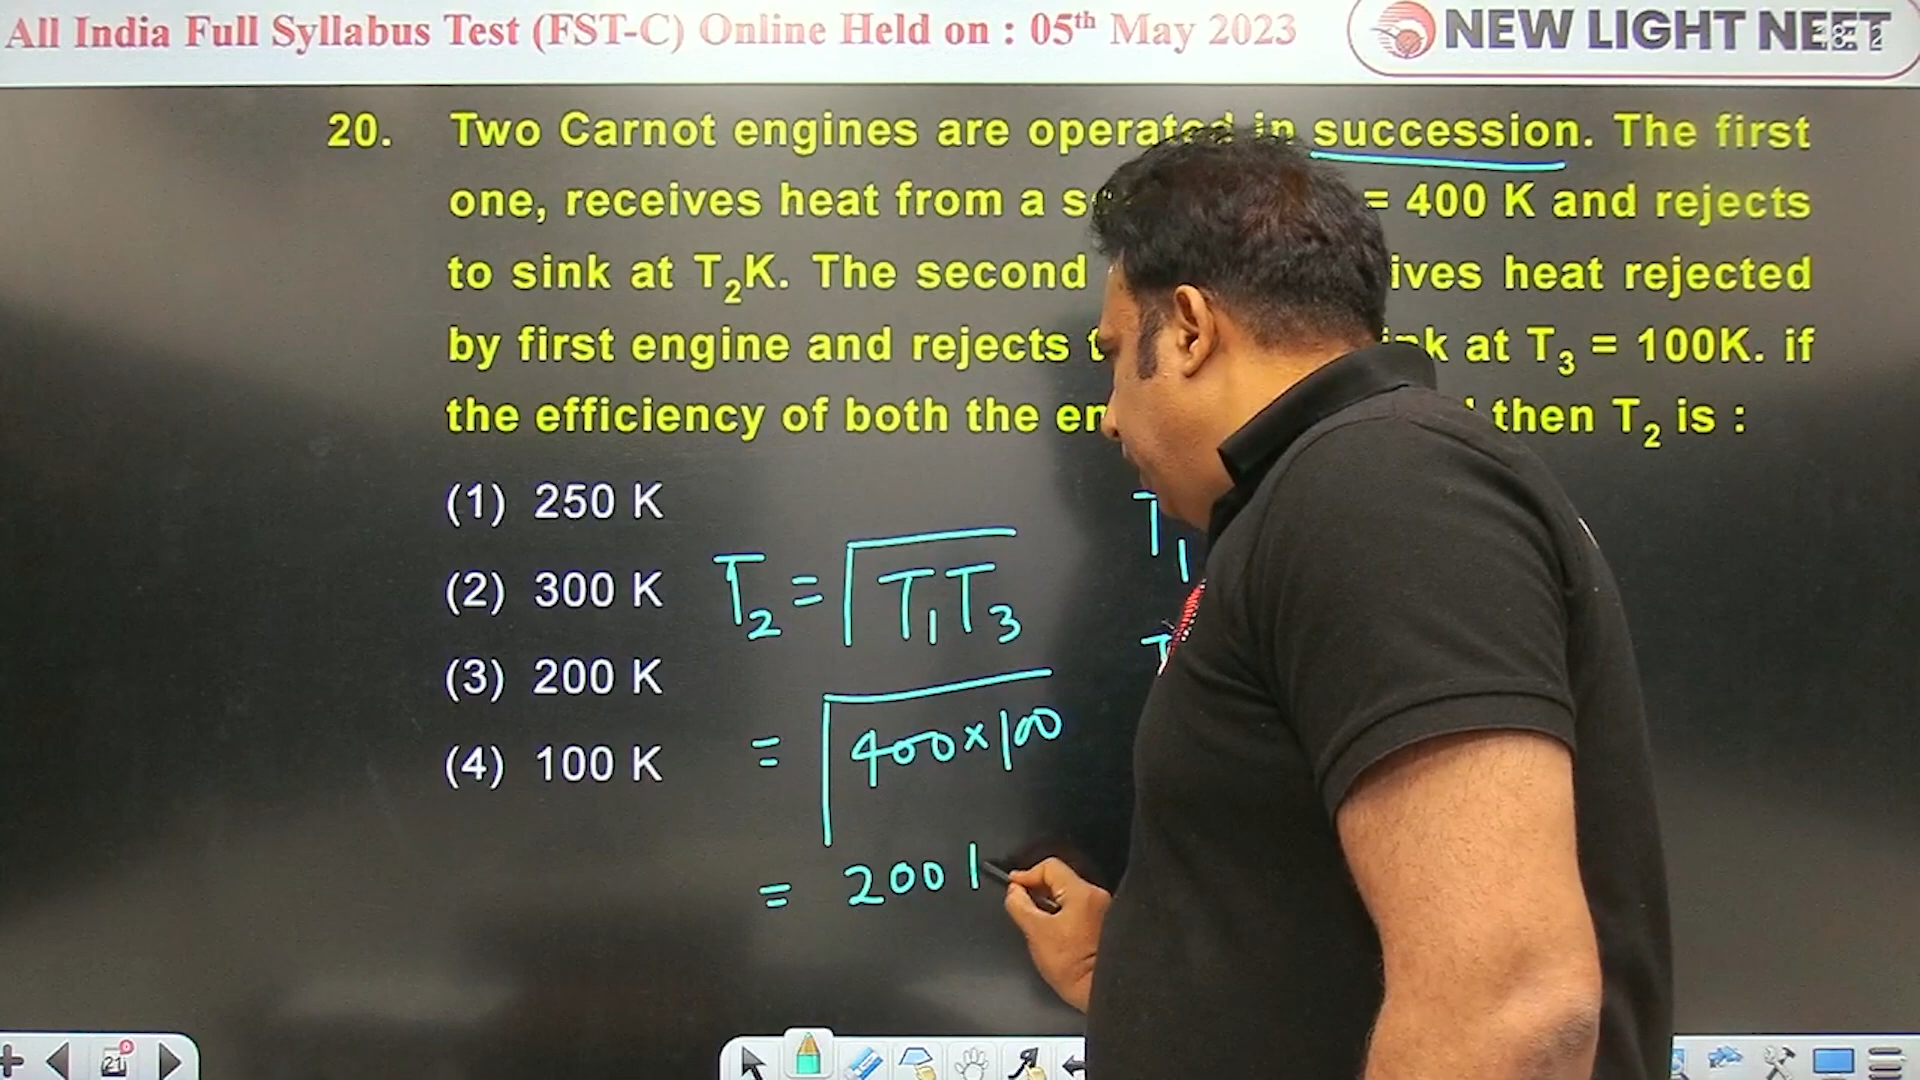 All India Full Syllabus Test (FST-C) Online Held on : 05th May 2023
NEW LIGHT NEET
20. Two Carnot engines are operated in succession. The first
one, receives heat from a = 400 K and rejects
to sink at T₂K. The second heat rejected
by first engine and rejects at T₃ = 100K. if
the efficiency of both the then T₂ is :
(1) 250 K
(2) 300 K
(3) 200 K
(4) 100 K
T₂ = √T₁T₃
= √400×100
= 200
T₁
21